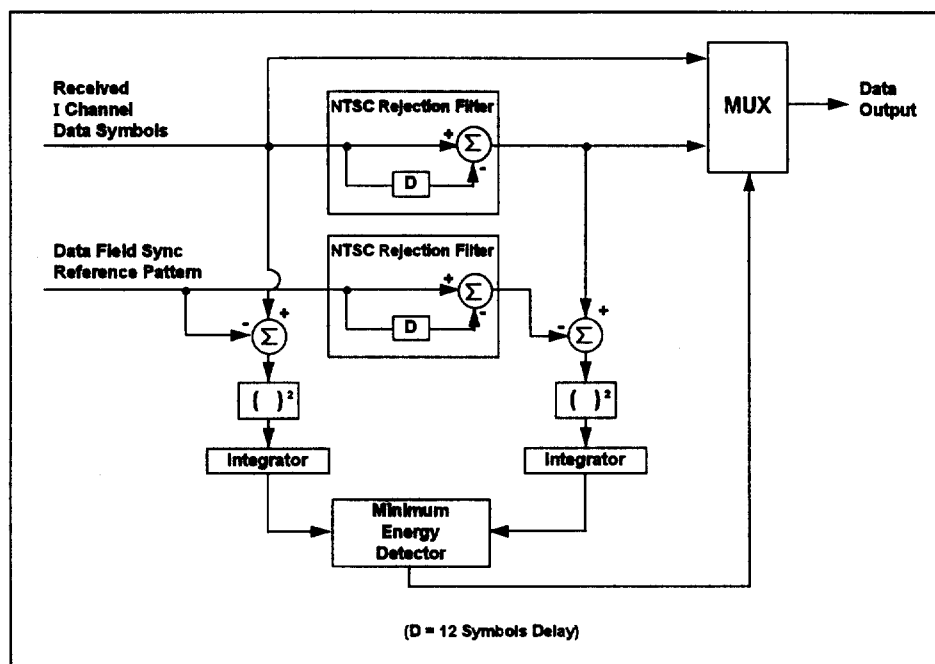 Received
I Channel
Data Symbols
NTSC Rejection Filter
+
Σ
-
D
MUX
Data
Output
Data Field Sync
Reference Pattern
NTSC Rejection Filter
+
Σ
-
D
- Σ +
- Σ +
( )²
( )²
Integrator
Integrator
Minimum
Energy
Detector
(D = 12 Symbols Delay)